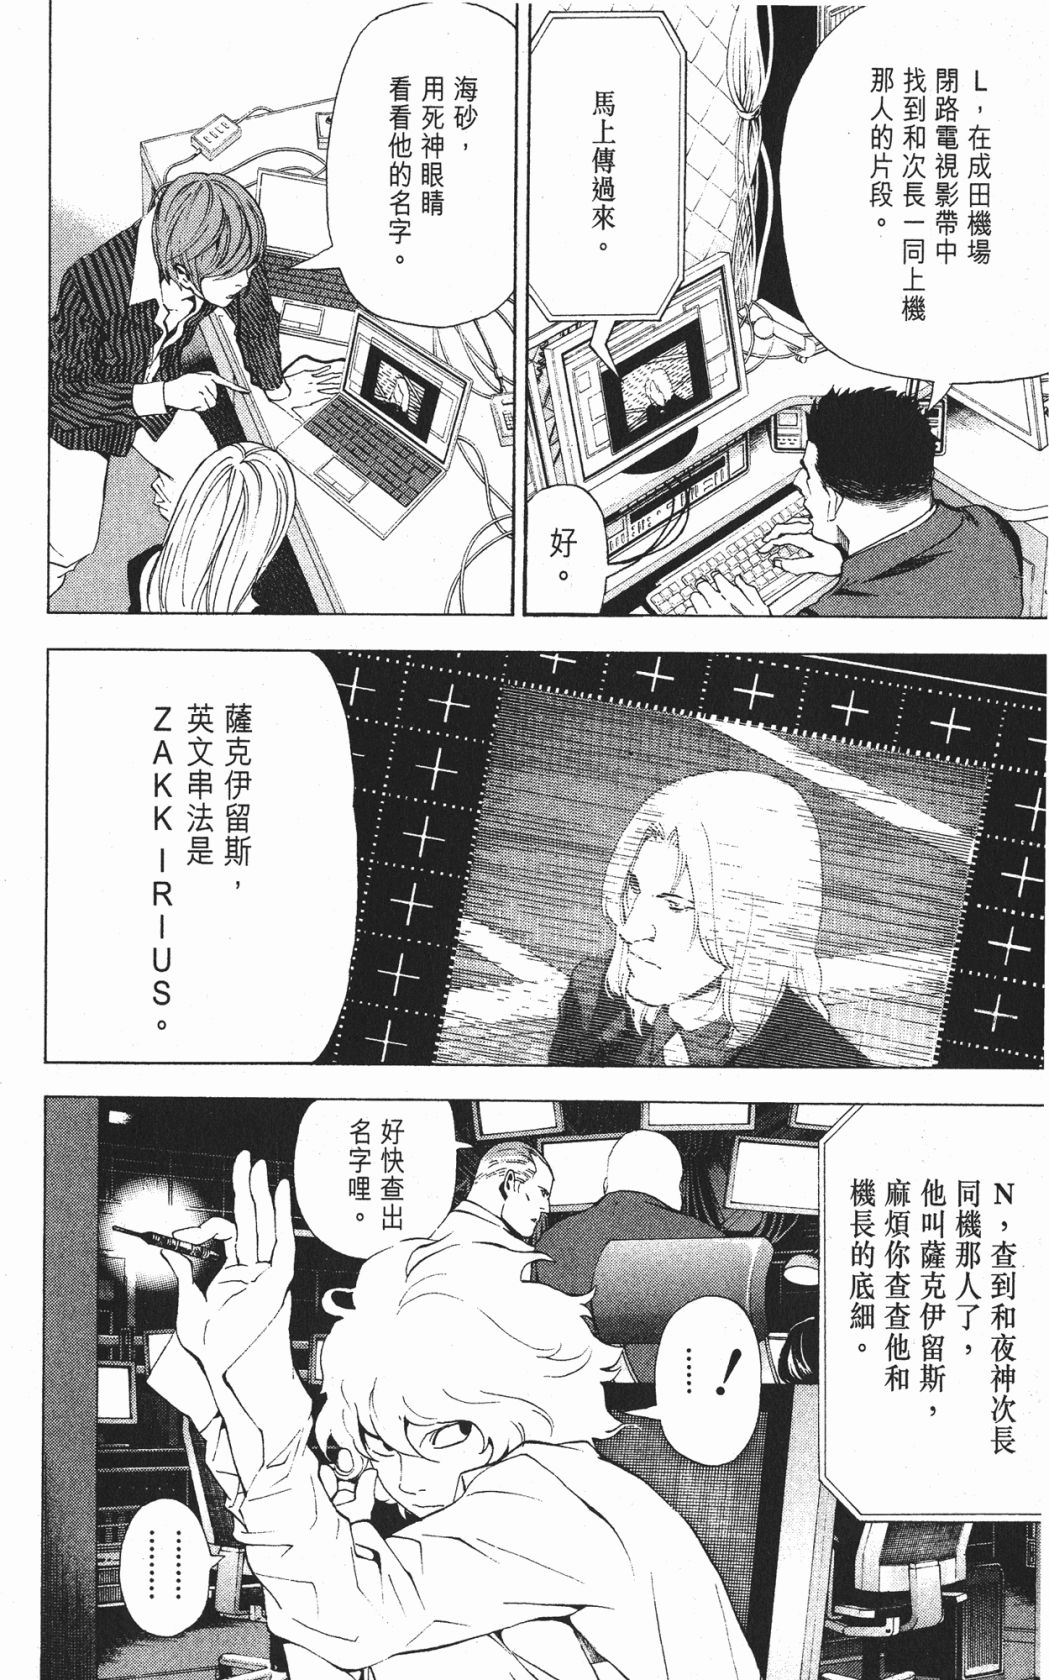 L，在成田機場
閉路電視影帶中
找到和次長一同上機
那人的片段。
馬上傳過來。
好。
海砂，
用死神眼睛
看看他的名字。
薩克伊留斯，
英文串法是
ZAKK IRIUS。
N，查到和夜神次長
同機那人了，
他叫薩克伊留斯，
麻煩你查查他和
機長的底細。
！
……
好快查出
名字哩。
………
………